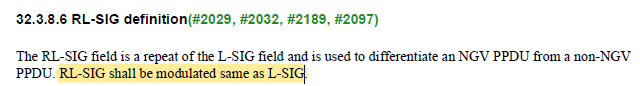 32.3.8.6 RL-SIG definition(#2029, #2032, #2189, #2097)
The RL-SIG field is a repeat of the L-SIG field and is used to differentiate an NGV PPDU from a non-NGV
PPDU. RL-SIG shall be modulated same as L-SIG.